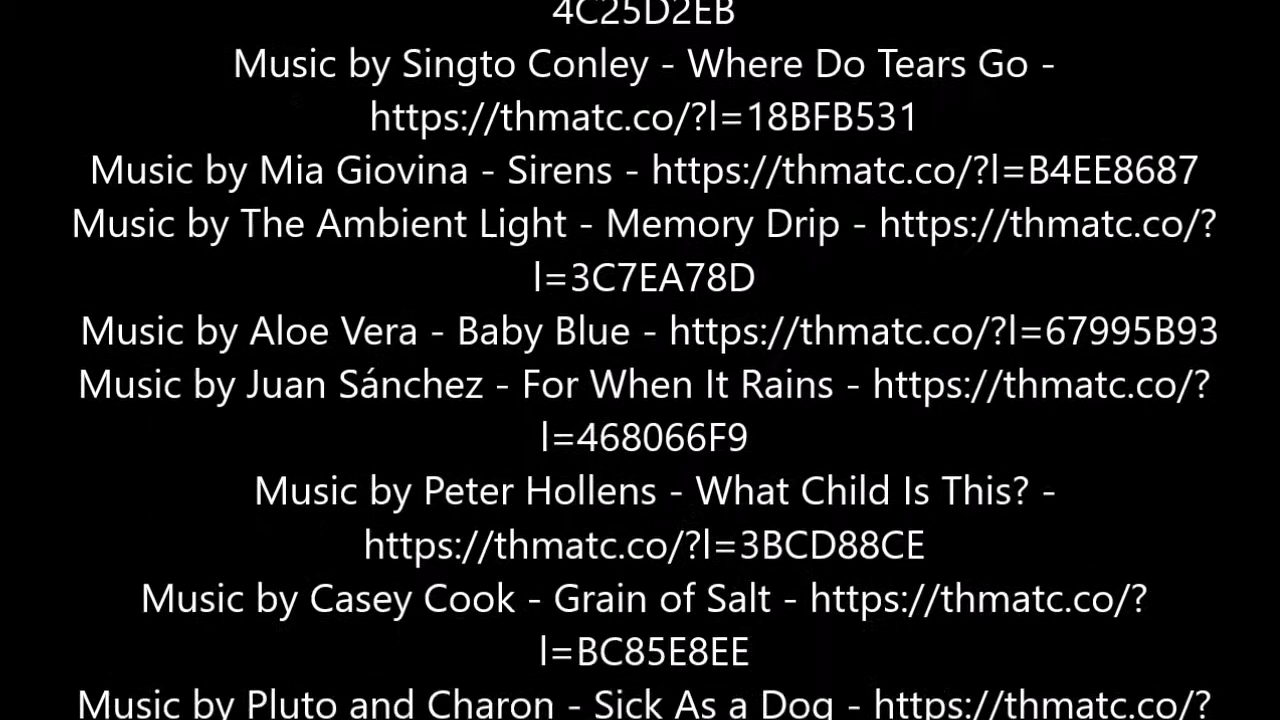 4C25D2EB
Music by Singto Conley - Where Do Tears Go -
https://thmatc.co/?l=18BFB531
Music by Mia Giovina - Sirens - https://thmatc.co/?l=B4EE8687
Music by The Ambient Light - Memory Drip - https://thmatc.co/?
l=3C7EA78D
Music by Aloe Vera - Baby Blue - https://thmatc.co/?l=67995B93
Music by Juan Sánchez - For When It Rains - https://thmatc.co/?
l=468066F9
Music by Peter Hollens - What Child Is This? -
https://thmatc.co/?l=3BCD88CE
Music by Casey Cook - Grain of Salt - https://thmatc.co/?
l=BC85E8EE
Music by Pluto and Charon - Sick As a Dog - https://thmatc.co/?